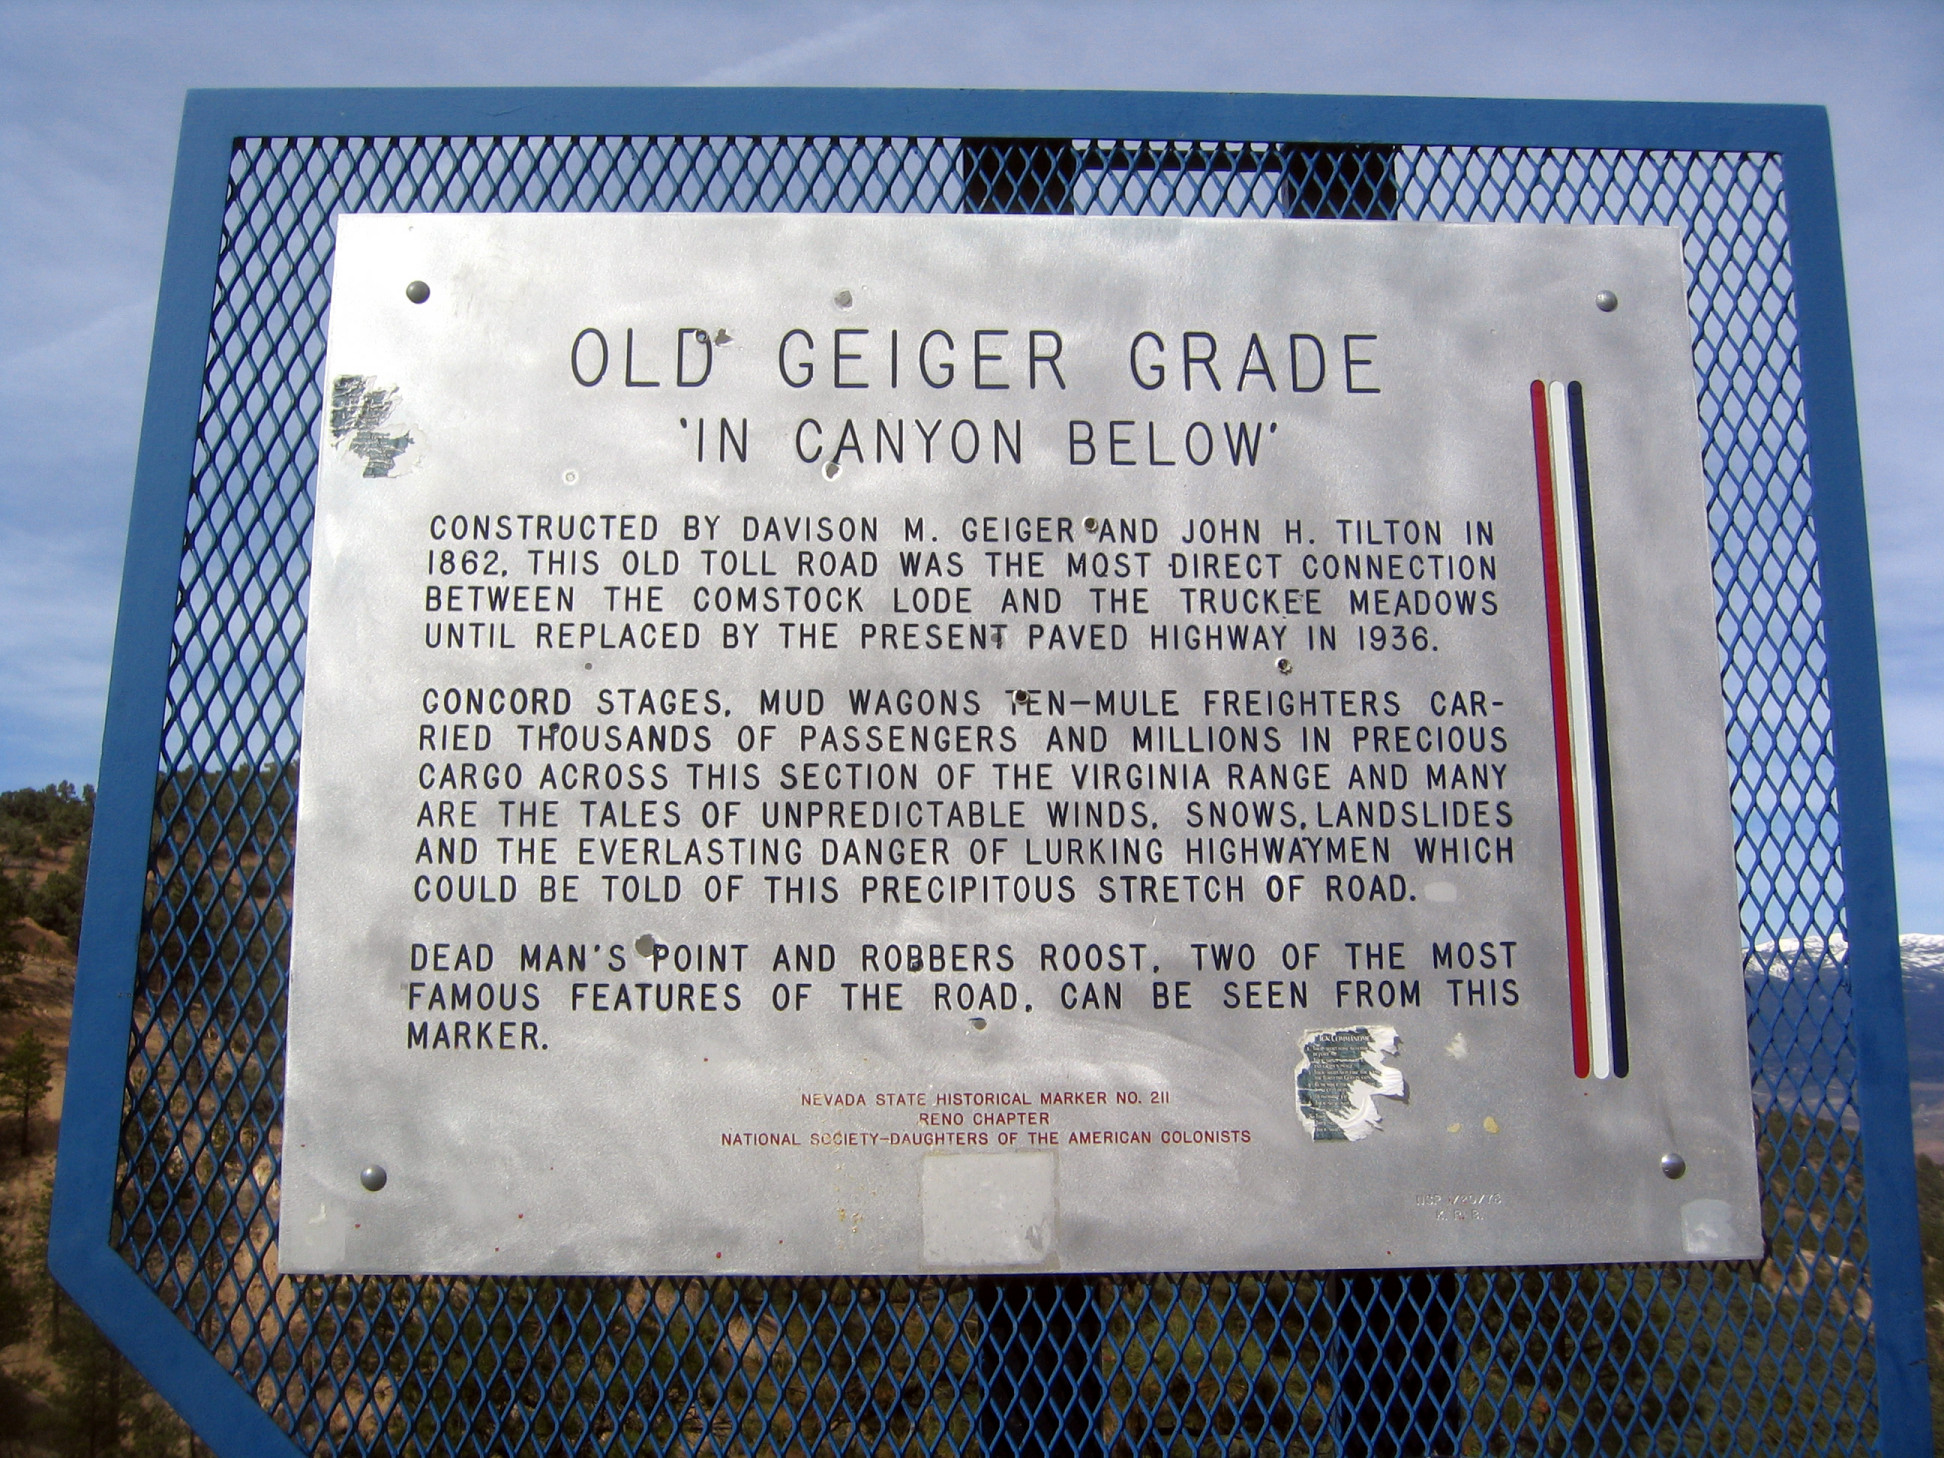 OLD GEIGER GRADE
'IN CANYON BELOW'
CONSTRUCTED BY DAVISON M. GEIGER AND JOHN H. TILTON IN
1862, THIS OLD TOLL ROAD WAS THE MOST DIRECT CONNECTION
BETWEEN THE COMSTOCK LODE AND THE TRUCKEE MEADOWS
UNTIL REPLACED BY THE PRESENT PAVED HIGHWAY IN 1936.
CONCORD STAGES, MUD WAGONS TEN-MULE FREIGHTERS CAR-
RIED THOUSANDS OF PASSENGERS AND MILLIONS IN PRECIOUS
CARGO ACROSS THIS SECTION OF THE VIRGINIA RANGE AND MANY
ARE THE TALES OF UNPREDICTABLE WINDS, SNOWS, LANDSLIDES
AND THE EVERLASTING DANGER OF LURKING HIGHWAYMEN WHICH
COULD BE TOLD OF THIS PRECIPITOUS STRETCH OF ROAD.
DEAD MAN'S POINT AND ROBBERS ROOST, TWO OF THE MOST
FAMOUS FEATURES OF THE ROAD, CAN BE SEEN FROM THIS
MARKER.
NEVADA STATE HISTORICAL MARKER NO. 211
RENO CHAPTER
NATIONAL SOCIETY-DAUGHTERS OF THE AMERICAN COLONISTS